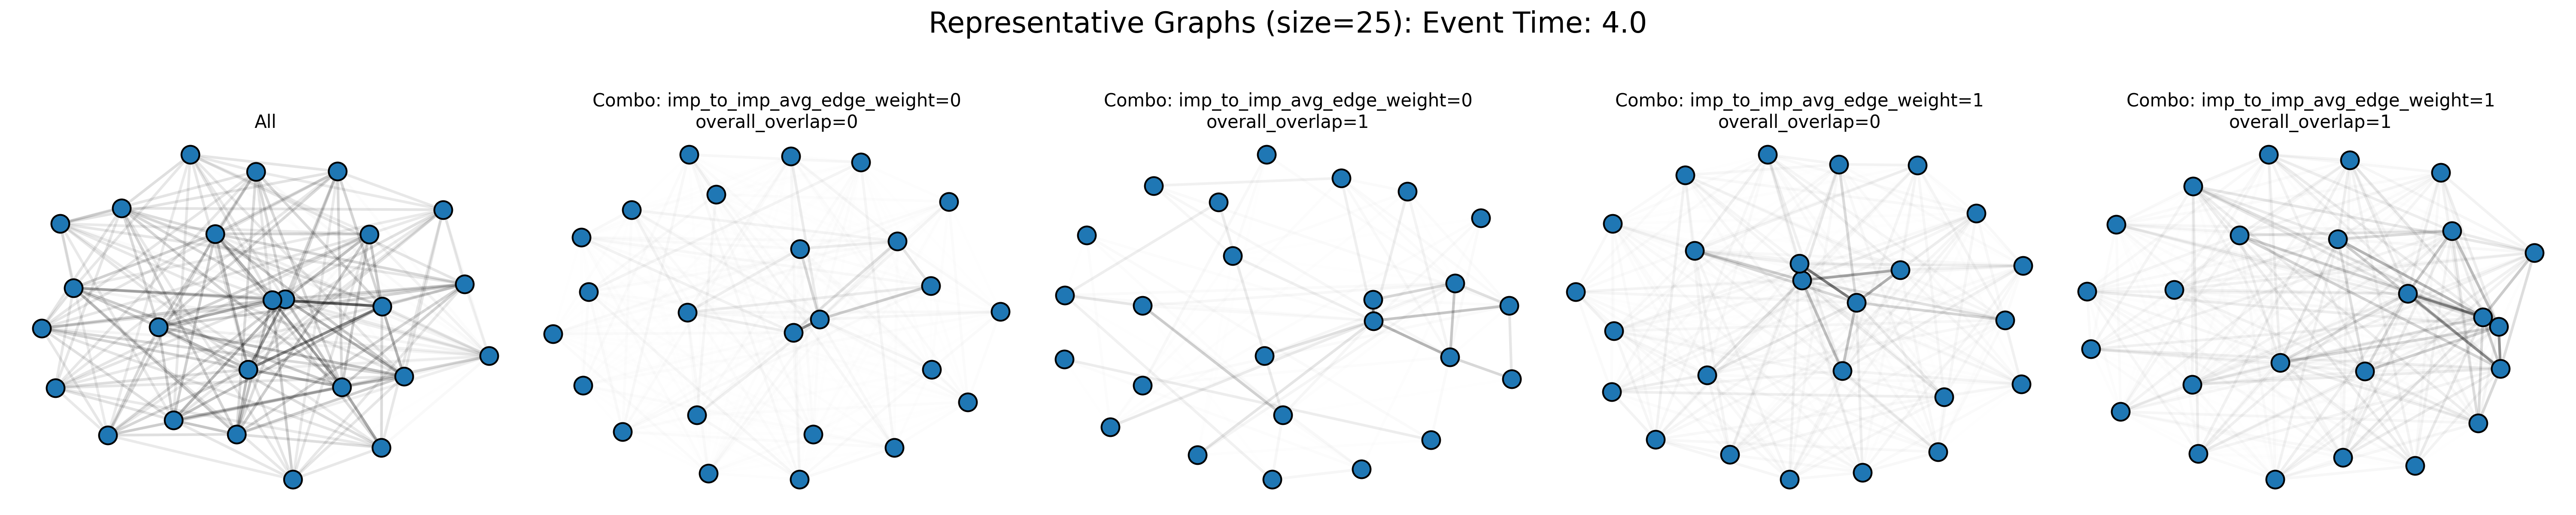 Representative Graphs (size=25): Event Time: 4.0
All
Combo: imp_to_imp_avg_edge_weight=0
overall_overlap=0
Combo: imp_to_imp_avg_edge_weight=0
overall_overlap=1
Combo: imp_to_imp_avg_edge_weight=1
overall_overlap=0
Combo: imp_to_imp_avg_edge_weight=1
overall_overlap=1